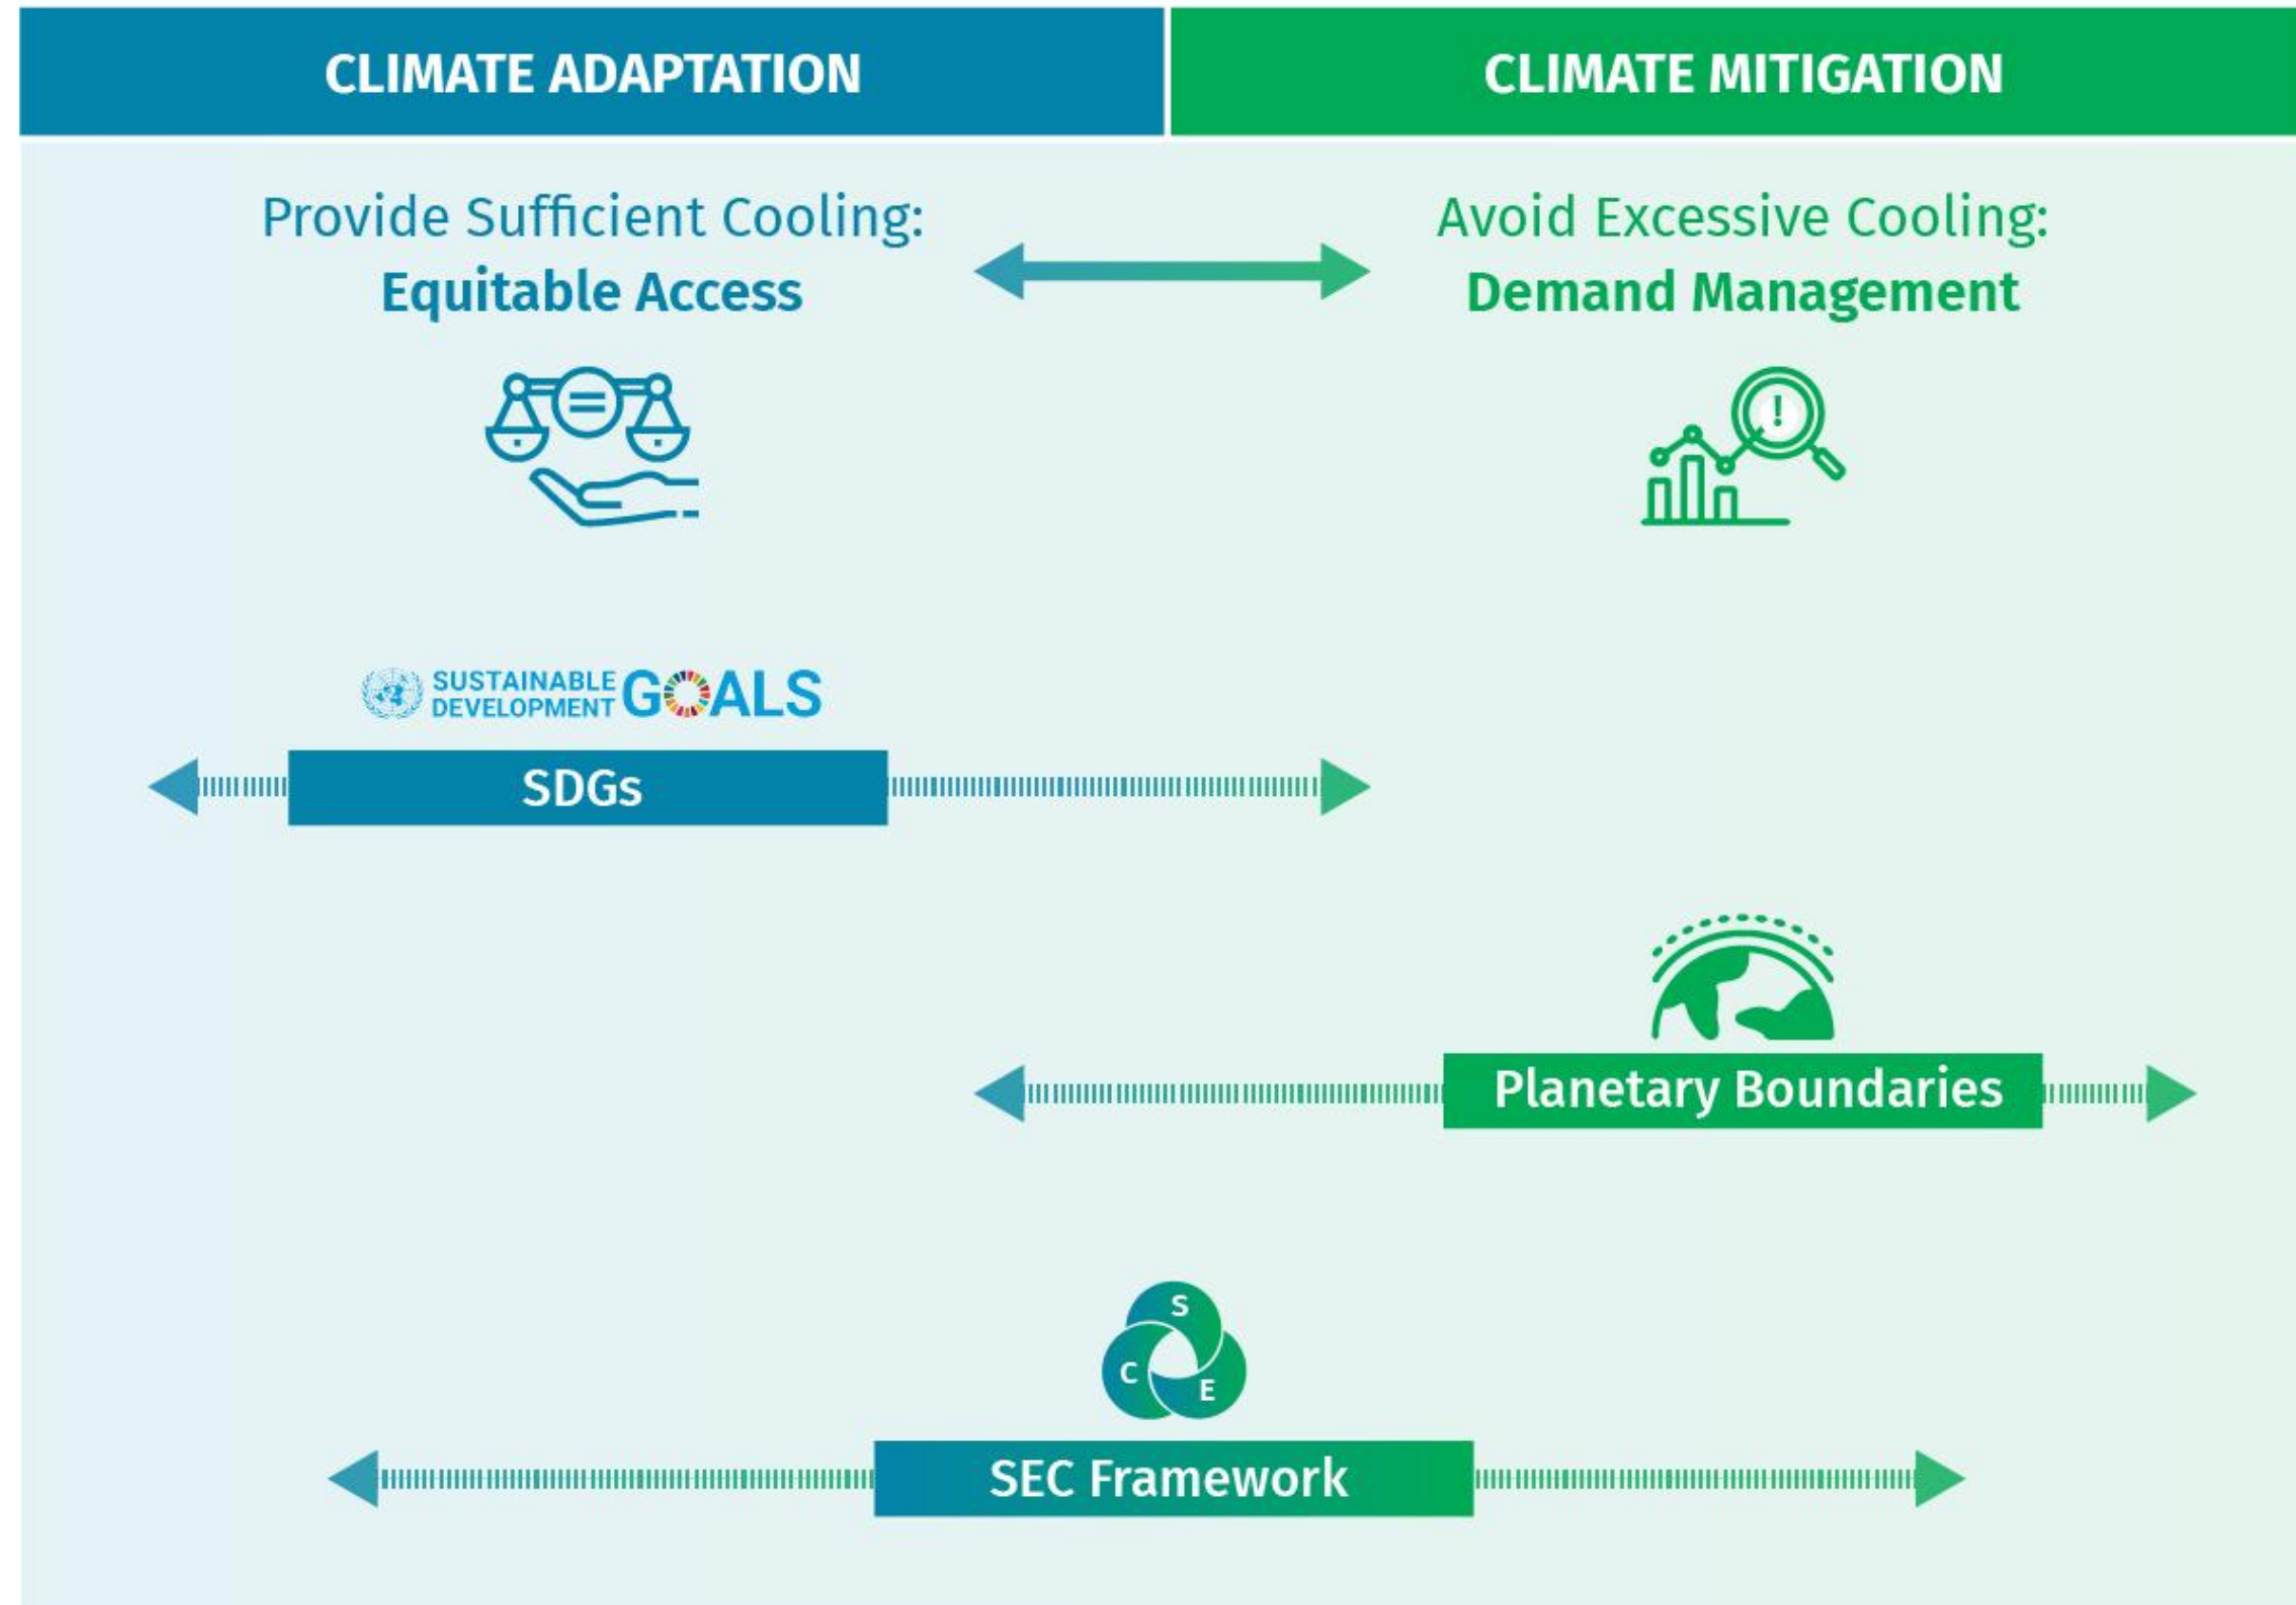 CLIMATE ADAPTATION
CLIMATE MITIGATION
Provide Sufficient Cooling:
Equitable Access
Avoid Excessive Cooling:
Demand Management
!
SUSTAINABLE
DEVELOPMENT
GOALS
SDGs
Planetary Boundaries
S
C
E
SEC Framework